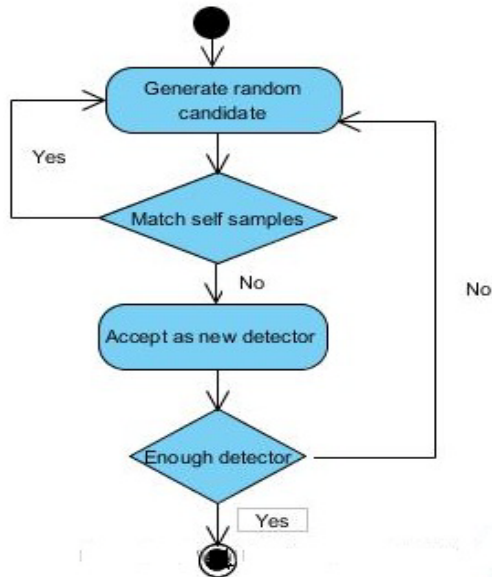 Generate random
candidate
Yes
Match self samples
No
Accept as new detector
No
Enough detector
Yes